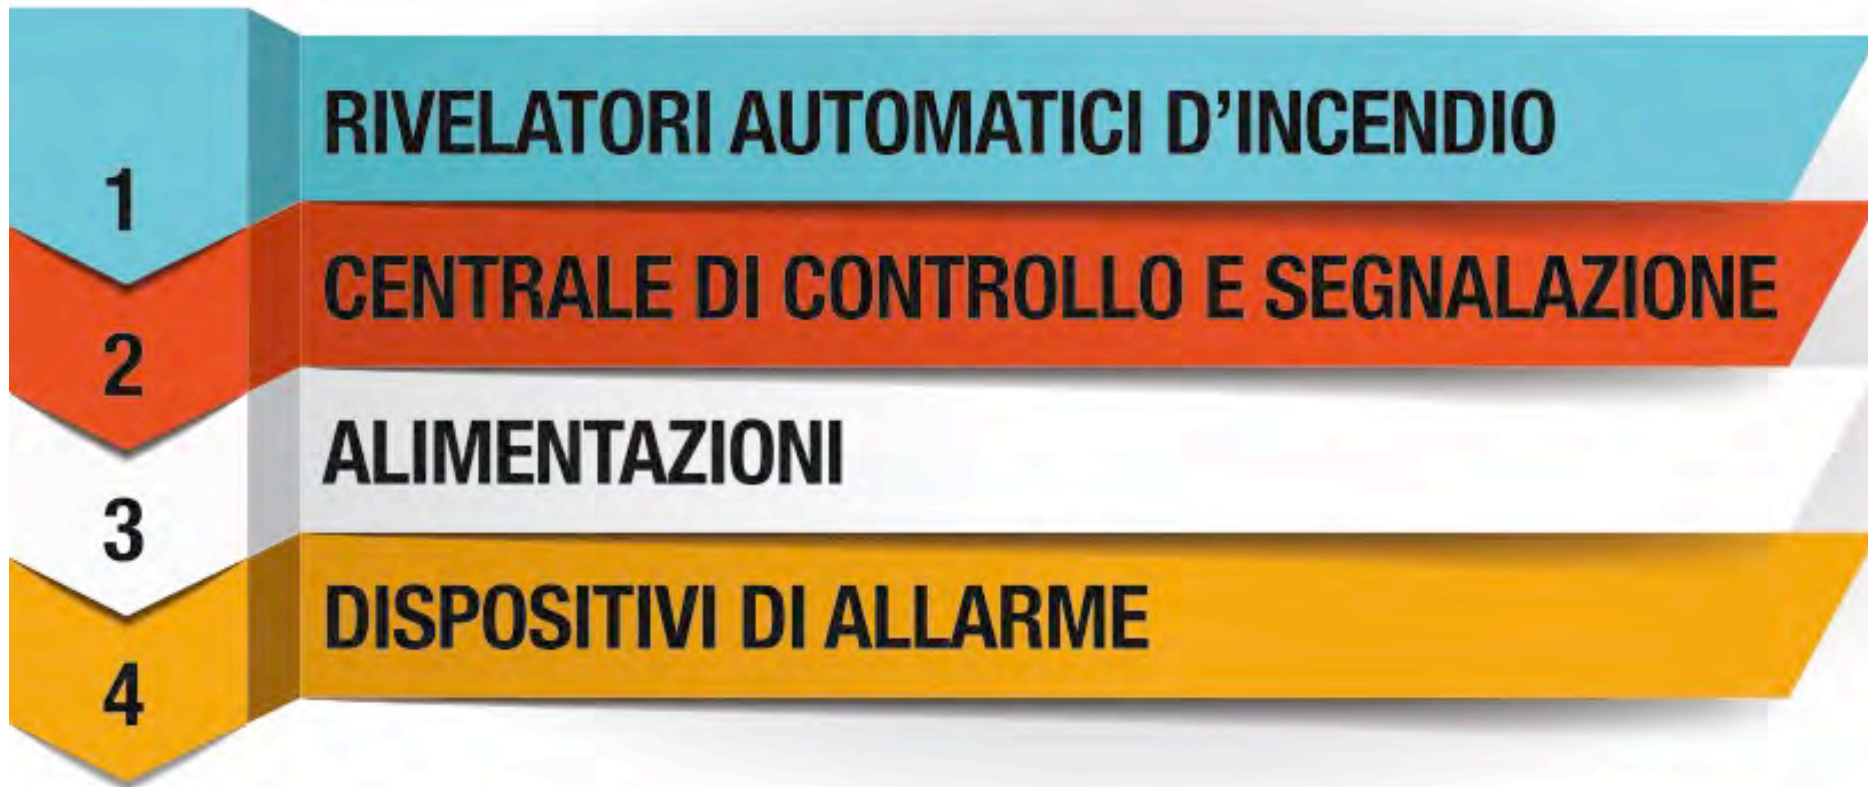 1 RIVELATORI AUTOMATICI D’INCENDIO
2 CENTRALE DI CONTROLLO E SEGNALAZIONE
3 ALIMENTAZIONI
4 DISPOSITIVI DI ALLARME